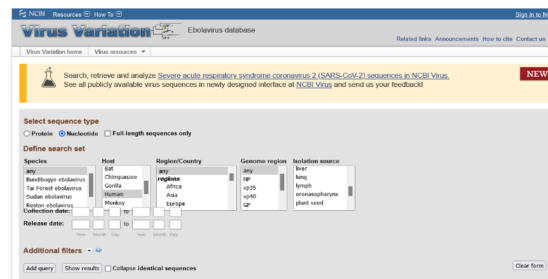 NCBI Resources How To Sign in to N
Virus Variation Ebolavirus database
Related links Announcements How to cite Contact us
Virus Variation home Virus resources
Search, retrieve and analyze Severe acute respiratory syndrome coronavirus 2 (SARS-CoV-2) sequences in NCBI Virus. NEW
See all publicly available virus sequences in newly designed interface at NCBI Virus and send us your feedback!
Select sequence type
Protein Nucleotide Full-length sequences only
Define search set
Species Host Region/Country Genome region Isolation source
any Bat any any liver
Bundibugyo ebolavirus Chimpanzee regions NP lung
Tai Forest ebolavirus Gorilla Africa vp35 lymph
Sudan ebolavirus Human Asia vp40 oronasopharynx
Reston ebolavirus Monkey Europe GP plant seed
Collection date: to
Release date: to
Year Month Day Year Month Day
Additional filters
Add query Show results Collapse identical sequences Clear form